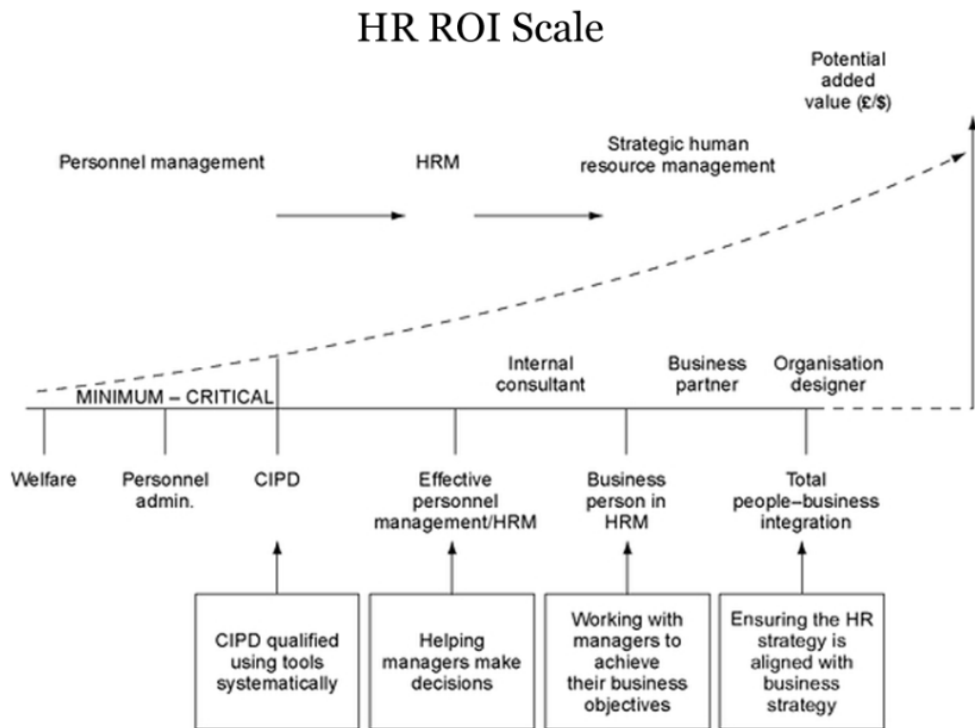 HR ROI Scale
Potential
added
value (£/$)
Personnel management
HRM
Strategic human
resource management
MINIMUM – CRITICAL
Internal
consultant
Business
partner
Organisation
designer
Welfare
Personnel
admin.
CIPD
Effective
personnel
management/HRM
Business
person in
HRM
Total
people–business
integration
CIPD qualified
using tools
systematically
Helping
managers make
decisions
Working with
managers to
achieve
their business
objectives
Ensuring the HR
strategy is
aligned with
business
strategy